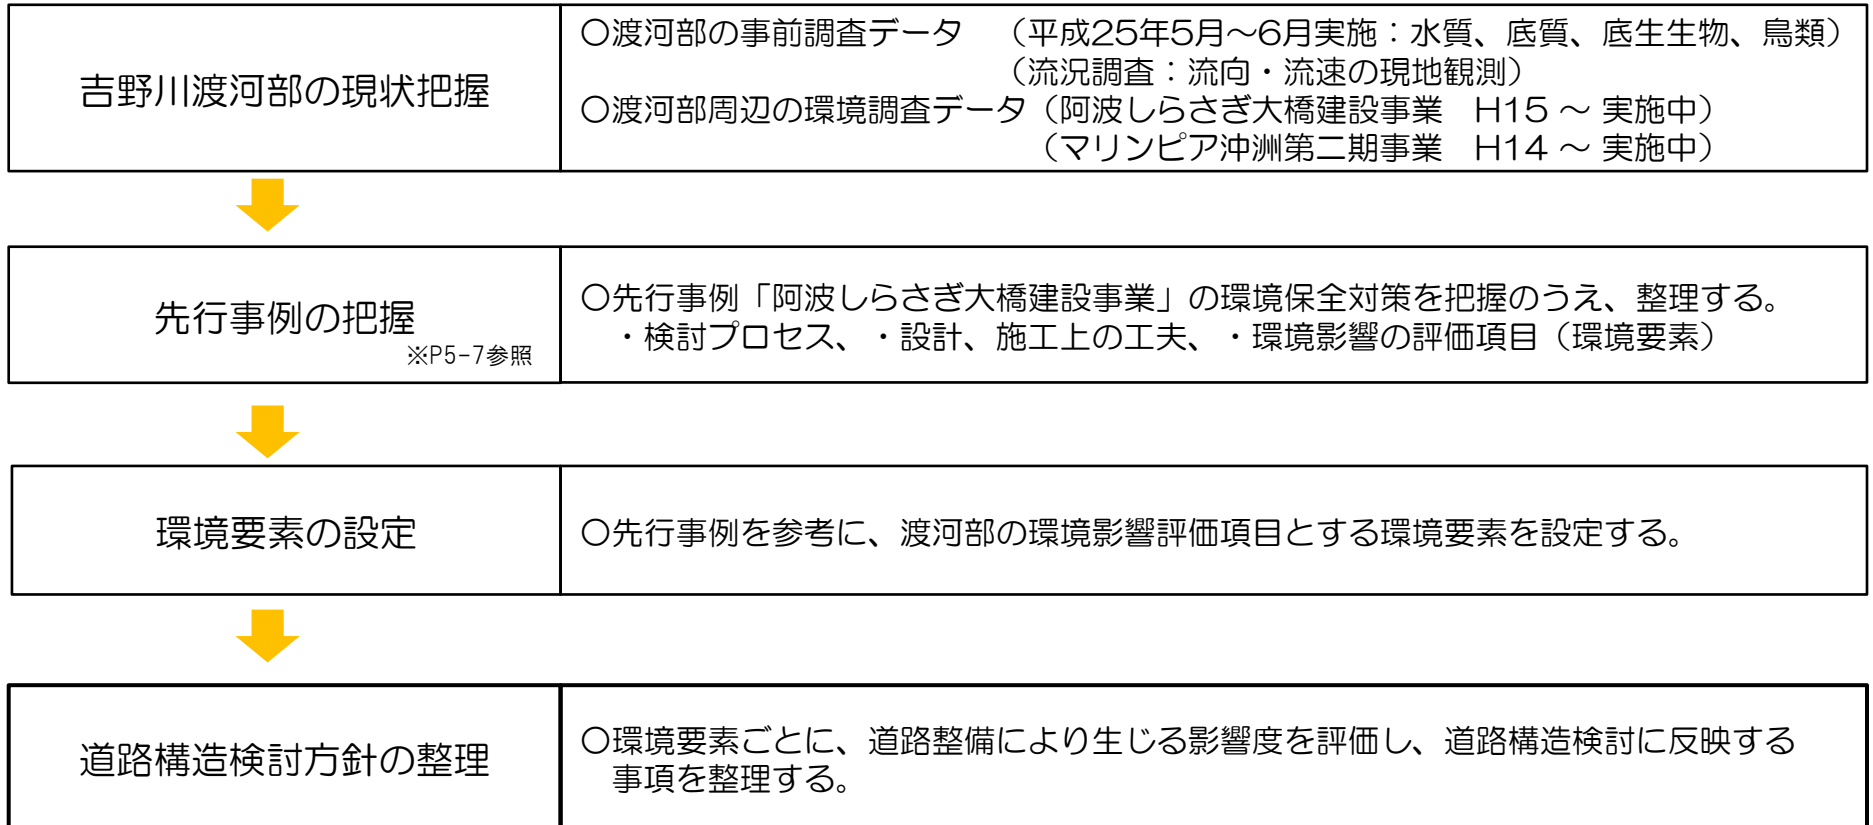 吉野川渡河部の現状把握
〇渡河部の事前調査データ　（平成25年5月～6月実施：水質、底質、底生生物、鳥類）
（流況調査：流向・流速の現地観測）
〇渡河部周辺の環境調査データ（阿波しらさぎ大橋建設事業　H15 ～ 実施中）
（マリンピア沖洲第二期事業　H14 ～ 実施中）
先行事例の把握
※P5-7参照
〇先行事例「阿波しらさぎ大橋建設事業」の環境保全対策を把握のうえ、整理する。
・検討プロセス、・設計、施工上の工夫、・環境影響の評価項目（環境要素）
環境要素の設定
〇先行事例を参考に、渡河部の環境影響評価項目とする環境要素を設定する。
道路構造検討方針の整理
〇環境要素ごとに、道路整備により生じる影響度を評価し、道路構造検討に反映する
事項を整理する。